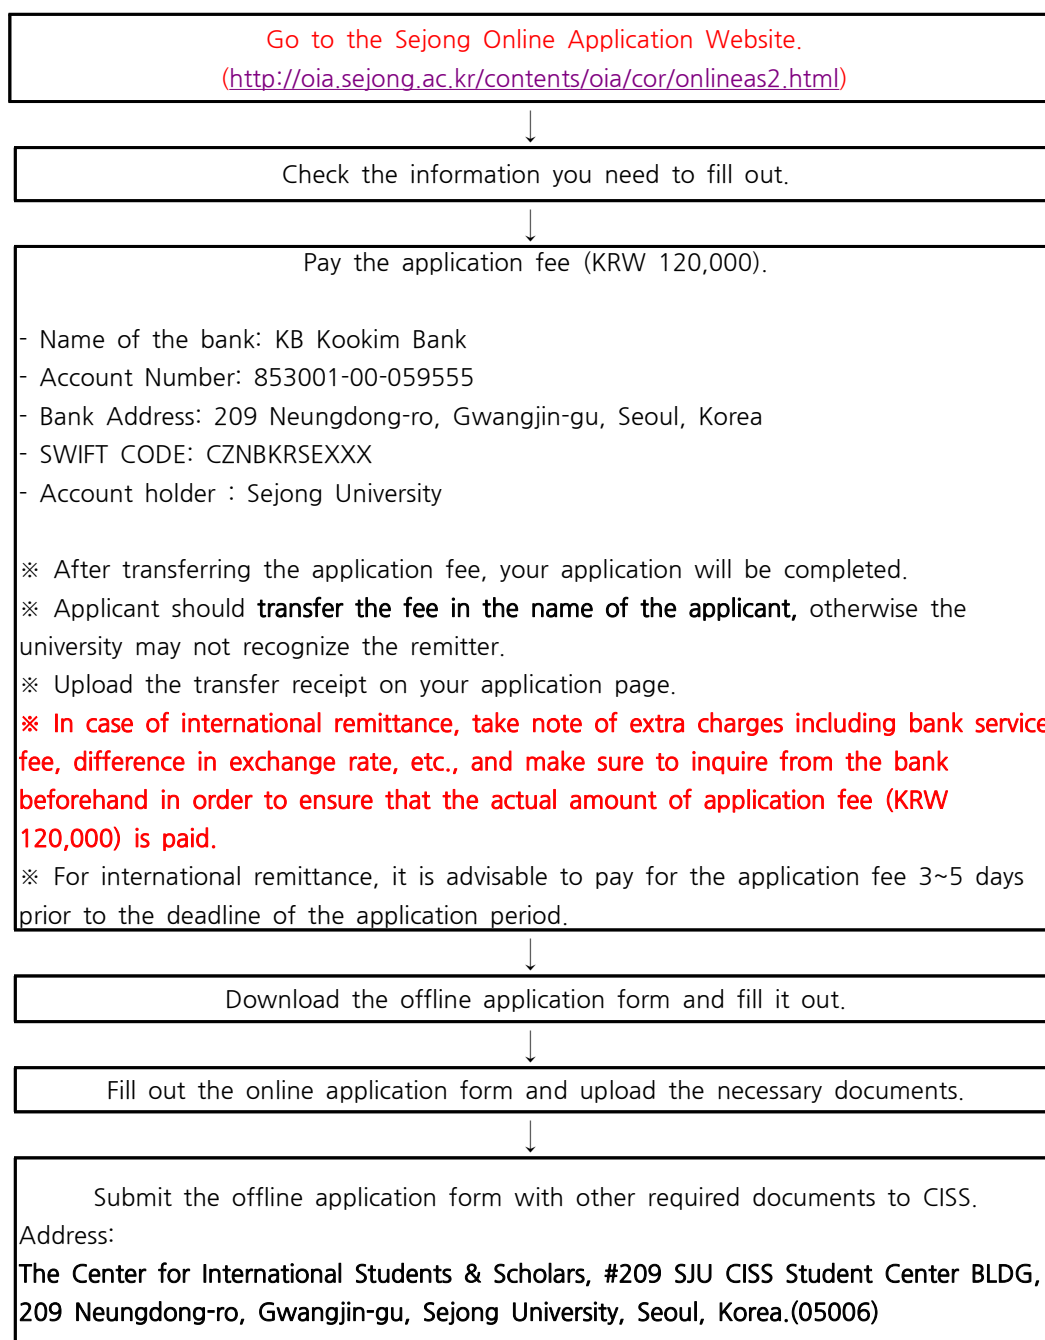 Go to the Sejong Online Application Website.
(http://oia.sejong.ac.kr/contents/oia/cor/onlineas2.html)
↓
Check the information you need to fill out.
↓
Pay the application fee (KRW 120,000).
- Name of the bank: KB Kookim Bank
- Account Number: 853001-00-059555
- Bank Address: 209 Neungdong-ro, Gwangjin-gu, Seoul, Korea
- SWIFT CODE: CZNBKRSEXXX
- Account holder : Sejong University
※ After transferring the application fee, your application will be completed.
※ Applicant should transfer the fee in the name of the applicant, otherwise the
university may not recognize the remitter.
※ Upload the transfer receipt on your application page.
※ In case of international remittance, take note of extra charges including bank service
fee, difference in exchange rate, etc., and make sure to inquire from the bank
beforehand in order to ensure that the actual amount of application fee (KRW
120,000) is paid.
※ For international remittance, it is advisable to pay for the application fee 3~5 days
prior to the deadline of the application period.
↓
Download the offline application form and fill it out.
↓
Fill out the online application form and upload the necessary documents.
↓
Submit the offline application form with other required documents to CISS.
Address:
The Center for International Students & Scholars, #209 SJU CISS Student Center BLDG,
209 Neungdong-ro, Gwangjin-gu, Sejong University, Seoul, Korea.(05006)